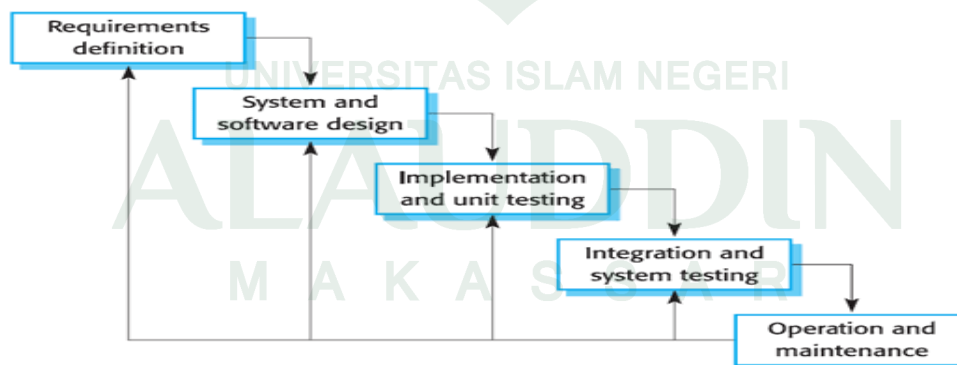 Requirements
definition
UNIVERSITAS ISLAM NEGERI
System and
software design
ALAUDDIN
Implementation
and unit testing
Integration and
system testing
MAKASSAR
Operation and
maintenance